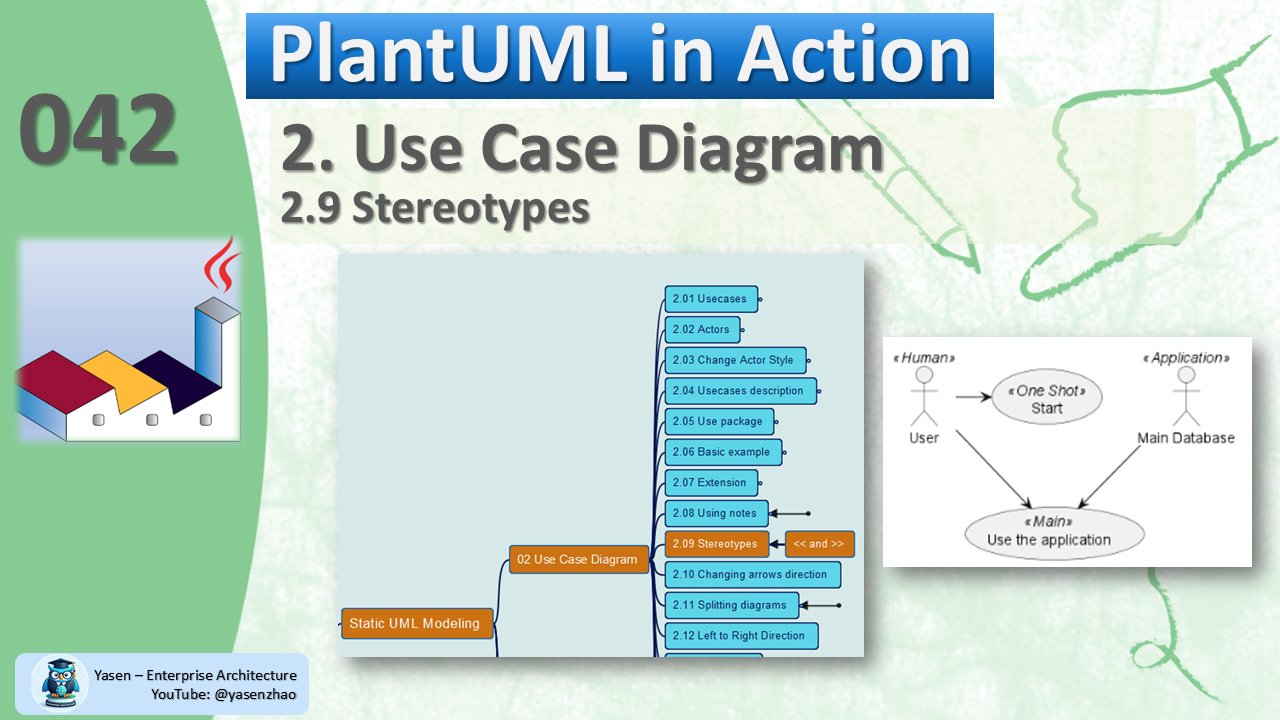 PlantUML in Action
042
2. Use Case Diagram
2.9 Stereotypes
2.01 Usecases
2.02 Actors
2.03 Change Actor Style
2.04 Usecases description
2.05 Use package
2.06 Basic example
2.07 Extension
2.08 Using notes
2.09 Stereotypes
<< and >>
02 Use Case Diagram
2.10 Changing arrows direction
2.11 Splitting diagrams
Static UML Modeling
2.12 Left to Right Direction
«Human»
User
«One Shot»
Start
«Application»
Main Database
«Main»
Use the application
Yasen – Enterprise Architecture
YouTube: @yasenzhao